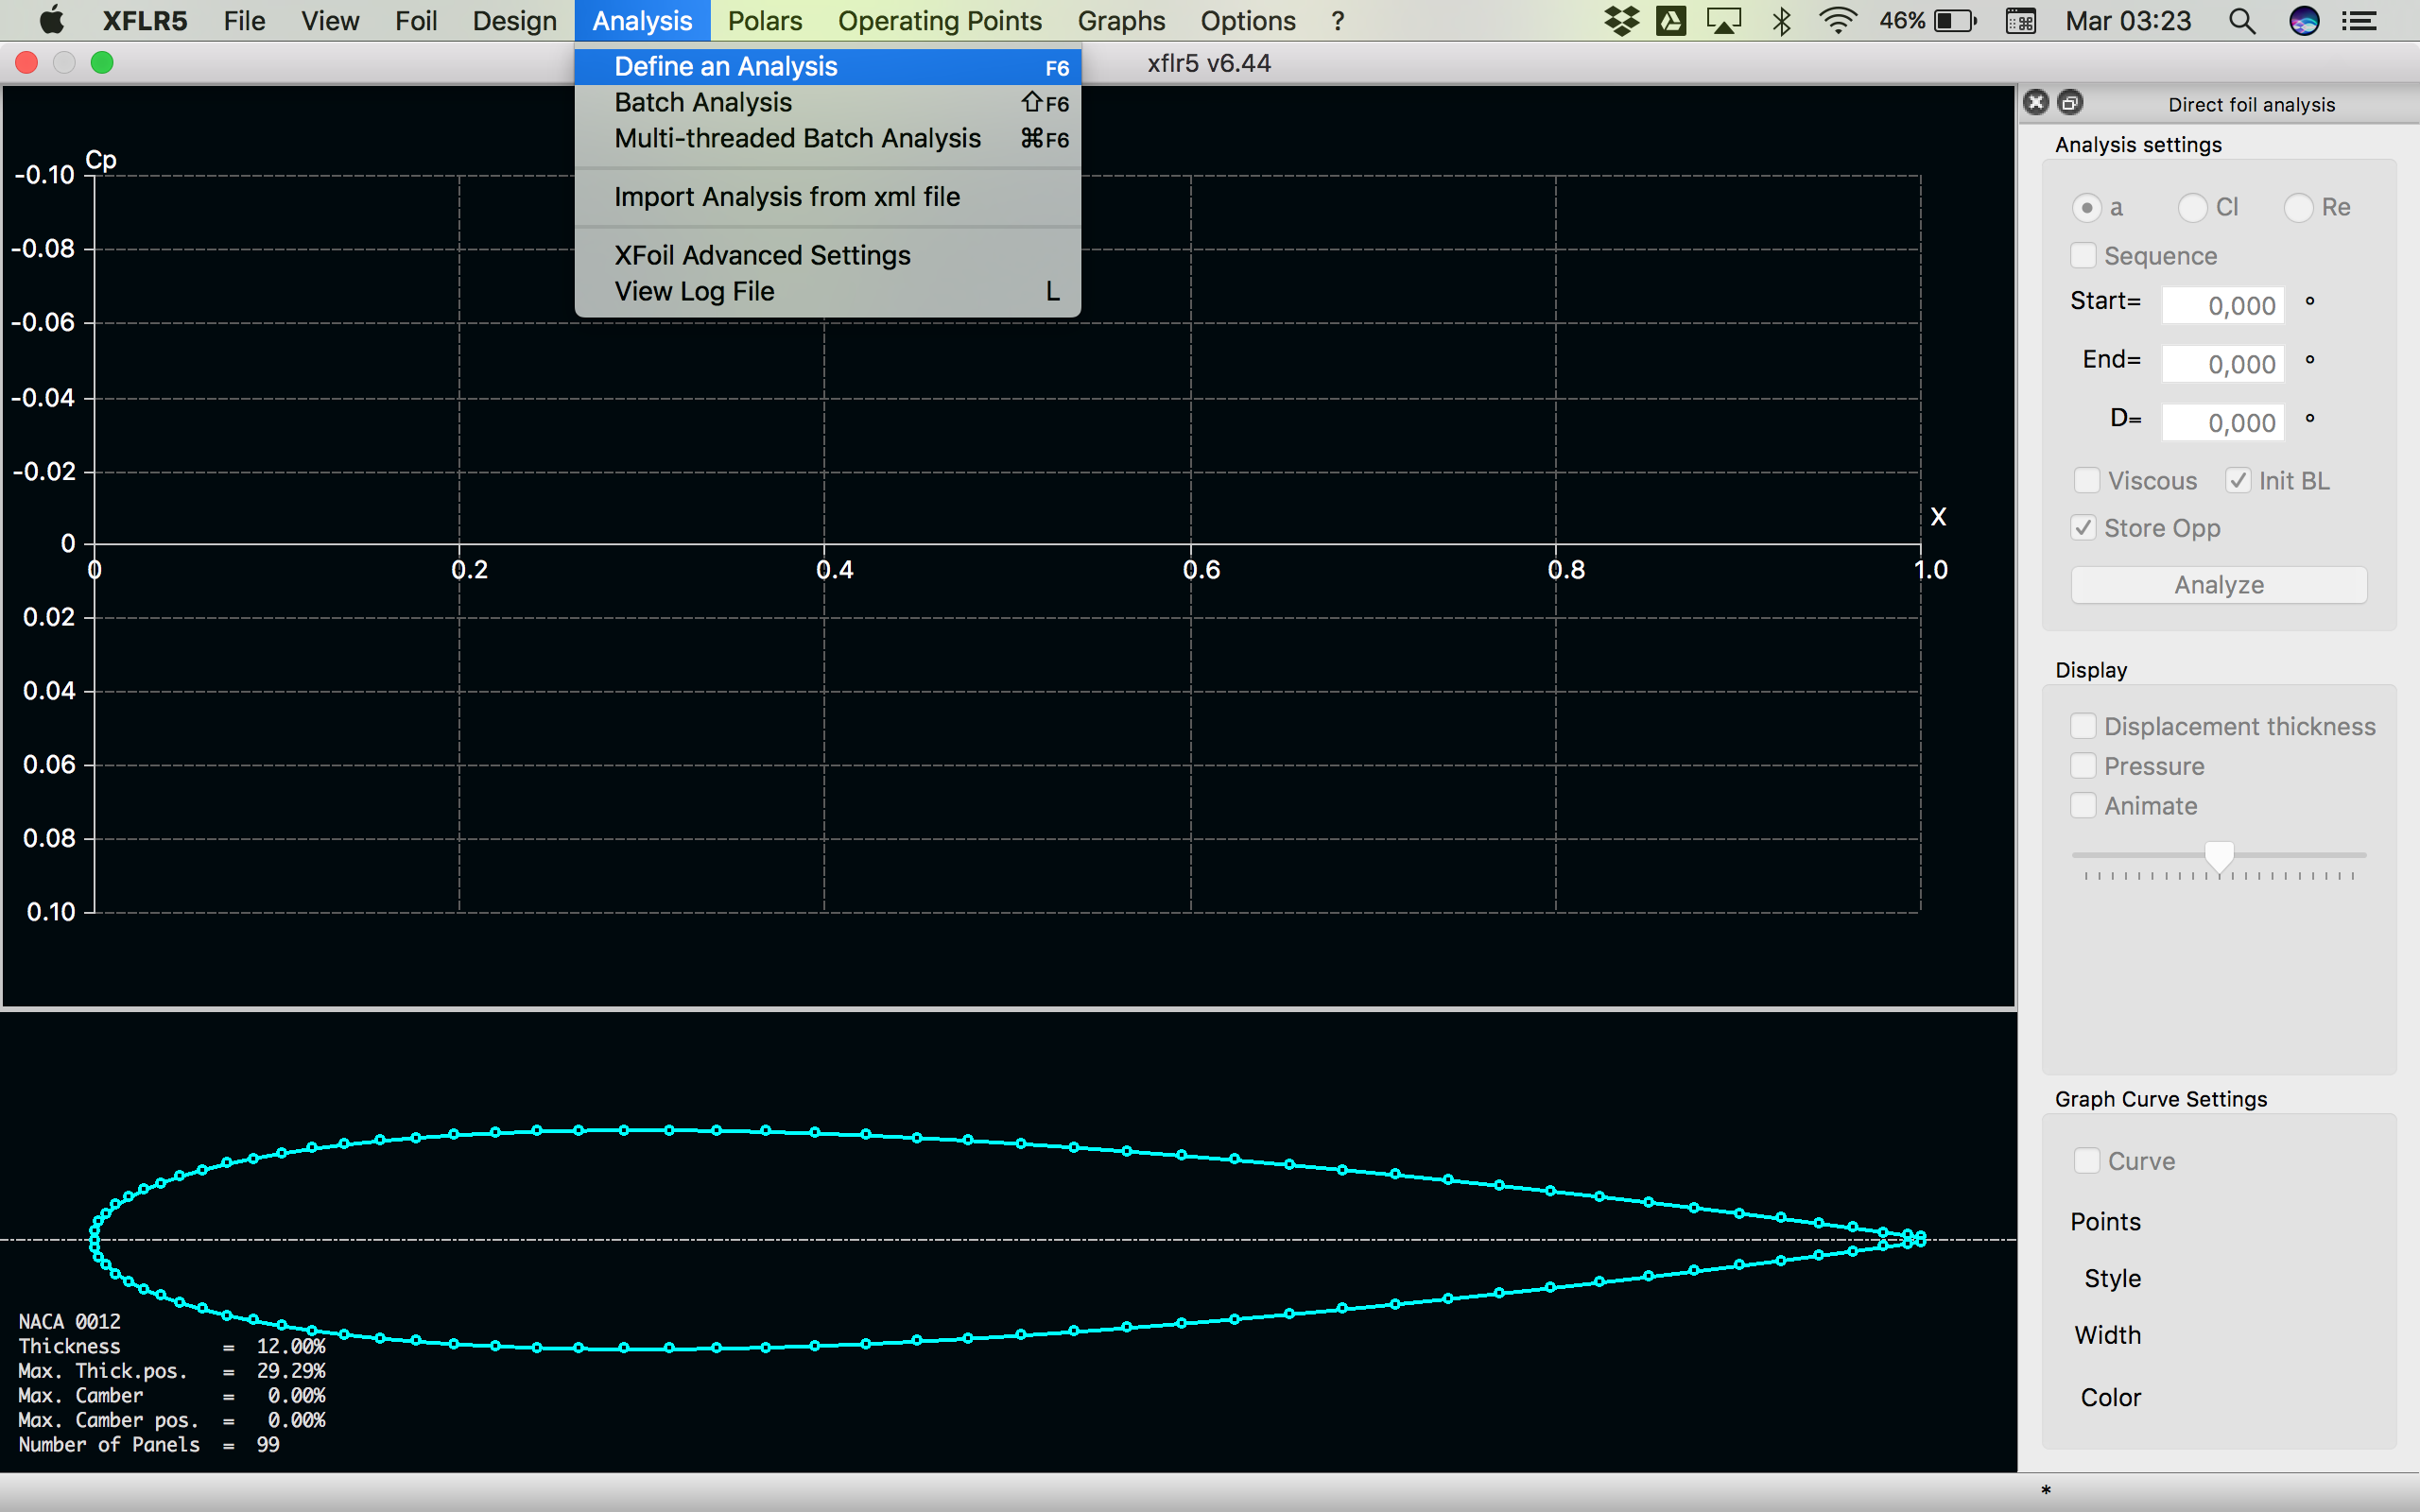 XFLR5 File View Foil Design Analysis Polars Operating Points Graphs Options ? 46% Mar 03:23
xflr5 v6.44
Define an Analysis F6
Batch Analysis ⇧F6
Multi-threaded Batch Analysis ⌘F6
Import Analysis from xml file
XFoil Advanced Settings
View Log File L
Cp
-0.10
-0.08
-0.06
-0.04
-0.02
0
0.02
0.04
0.06
0.08
0.10
0 0.2 0.4 0.6 0.8 1.0
X
NACA 0012
Thickness = 12.00%
Max. Thick.pos. = 29.29%
Max. Camber = 0.00%
Max. Camber pos. = 0.00%
Number of Panels = 99
Direct foil analysis
Analysis settings
a Cl Re
Sequence
Start= 0,000 °
End= 0,000 °
D= 0,000 °
Viscous Init BL
Store Opp
Analyze
Display
Displacement thickness
Pressure
Animate
Graph Curve Settings
Curve
Points
Style
Width
Color
*